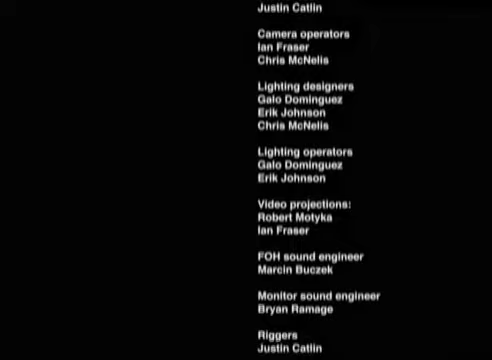 Justin Catlin
Camera operators
Ian Fraser
Chris McNelis
Lighting designers
Galo Dominguez
Erik Johnson
Chris McNelis
Lighting operators
Galo Dominguez
Erik Johnson
Video projections:
Robert Motyka
Ian Fraser
FOH sound engineer
Marcin Buczek
Monitor sound engineer
Bryan Ramage
Riggers
Justin Catlin